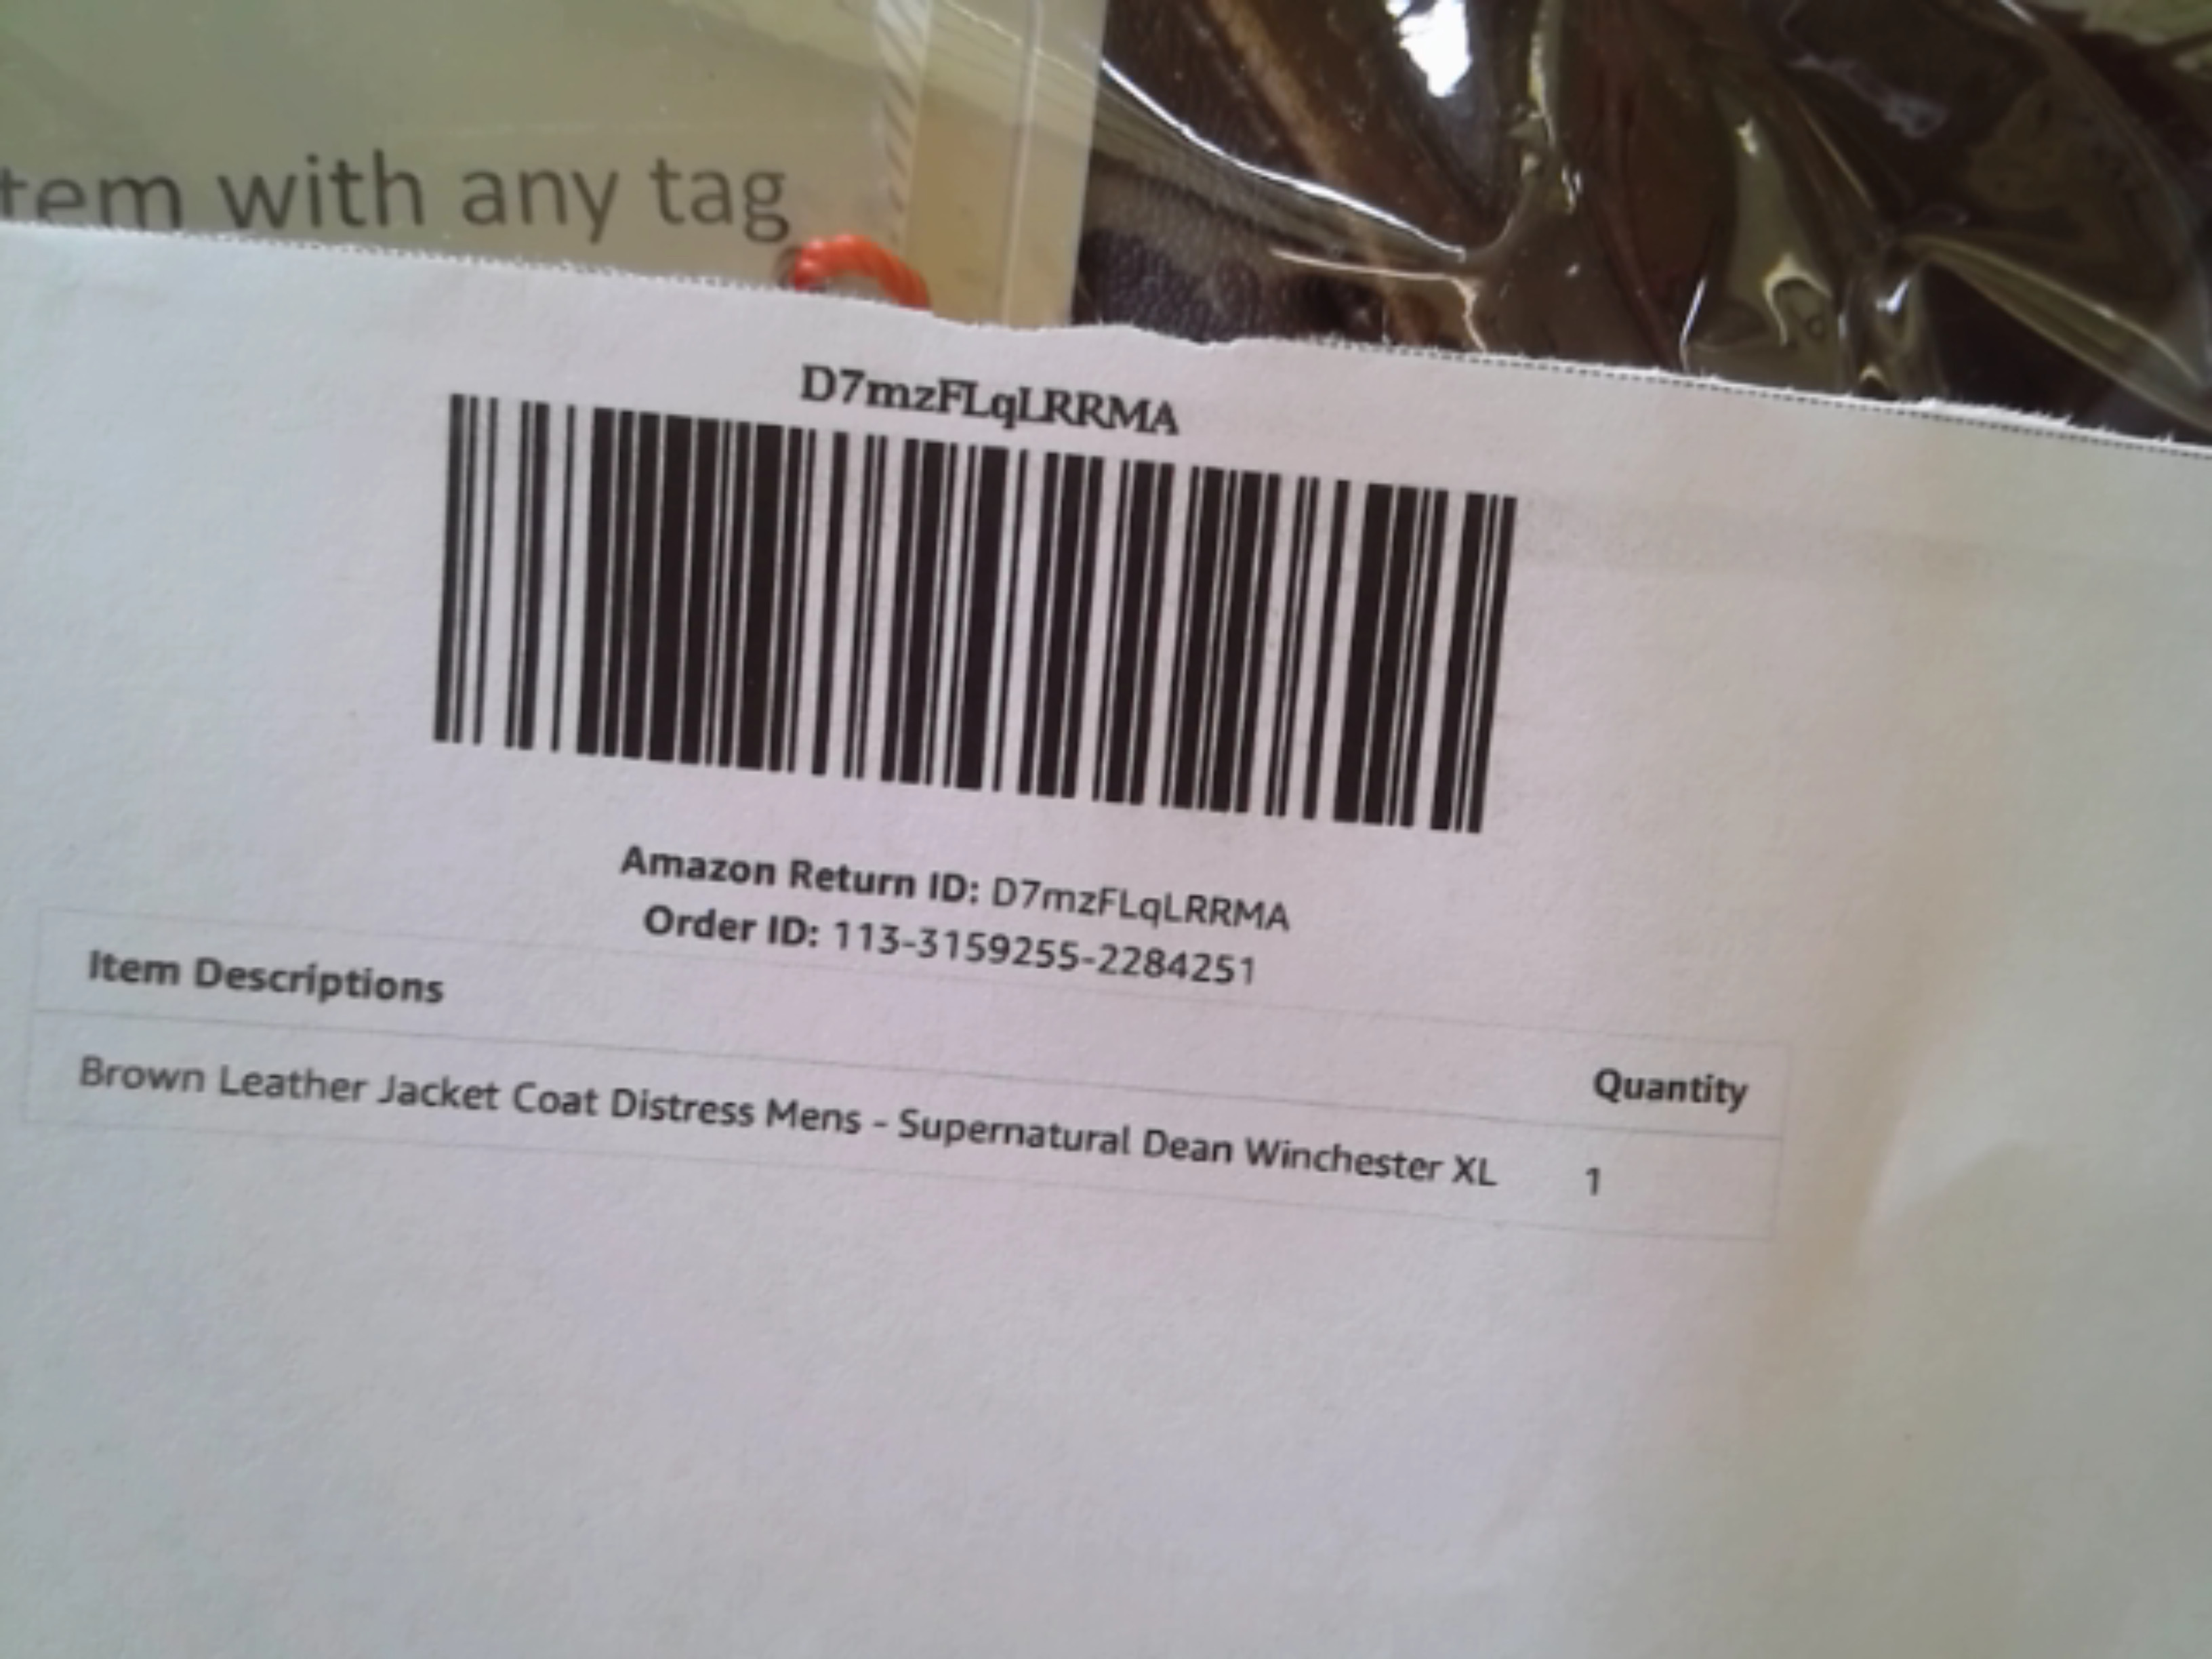 tem with any tag
D7mzFLqLRRMA
Amazon Return ID: D7mzFLqLRRMA
Order ID: 113-3159255-2284251
Item Descriptions Quantity
Brown Leather Jacket Coat Distress Mens - Supernatural Dean Winchester XL 1